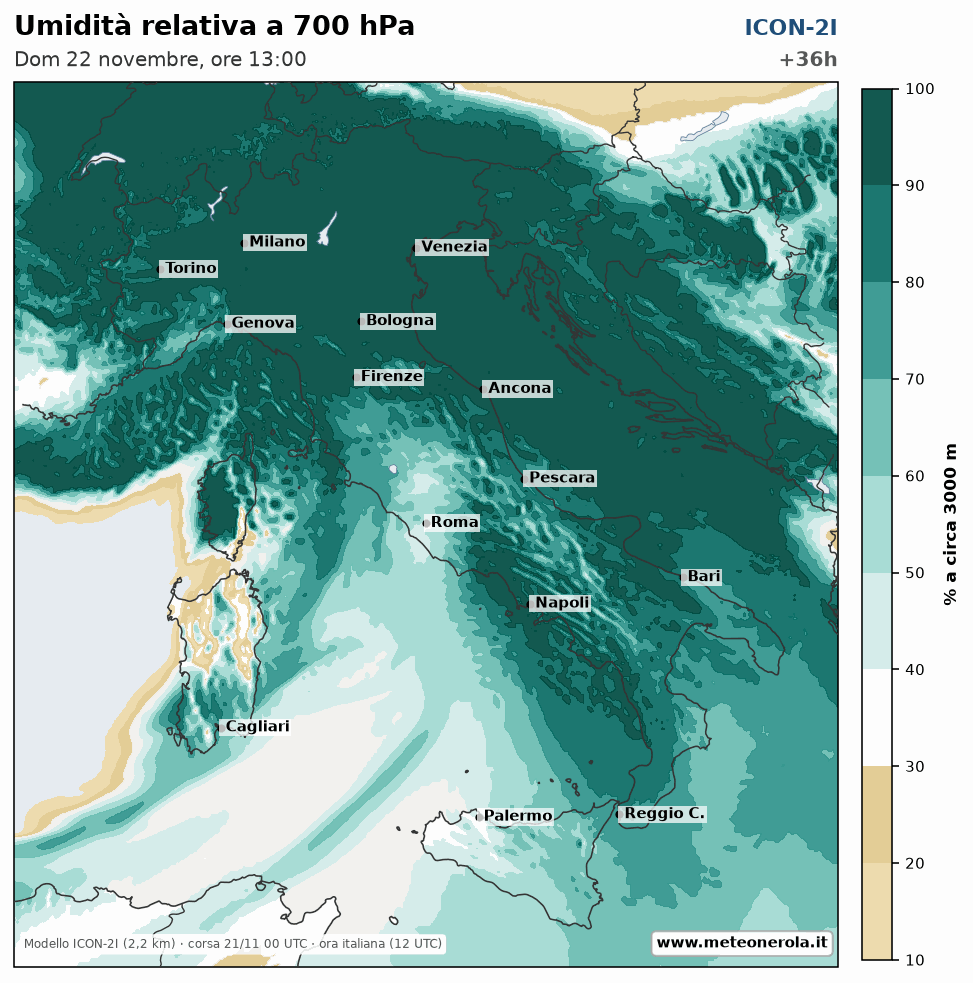 Umidità relativa a 700 hPa
ICON-2I
Dom 22 novembre, ore 13:00
+36h
Milano
Venezia
Torino
Genova
Bologna
Firenze
Ancona
Pescara
Roma
Bari
Napoli
Cagliari
Palermo
Reggio C.
Modello ICON-2I (2,2 km) · corsa 21/11 00 UTC · ora italiana (12 UTC)
www.meteonerola.it
100
90
80
70
60
50
40
30
20
10
% a circa 3000 m